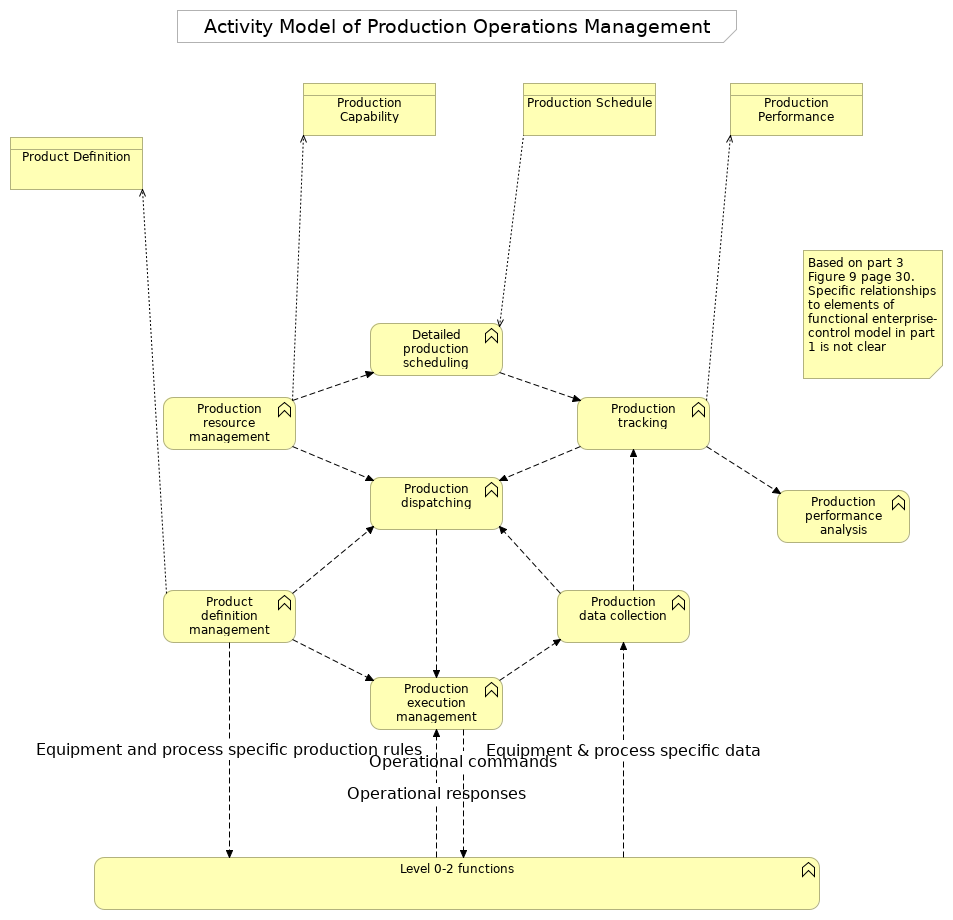 Activity Model of Production Operations Management
Production
Capability
Production Schedule
Production
Performance
Product Definition
Based on part 3
Figure 9 page 30.
Specific relationships
to elements of
functional enterprise-
control model in part
1 is not clear
Detailed
production
scheduling
Production
resource
management
Production
tracking
Production
dispatching
Production
performance
analysis
Product
definition
management
Production
data collection
Production
execution
management
Equipment and process specific production rules
Equipment & process specific data
Operational commands
Operational responses
Level 0-2 functions